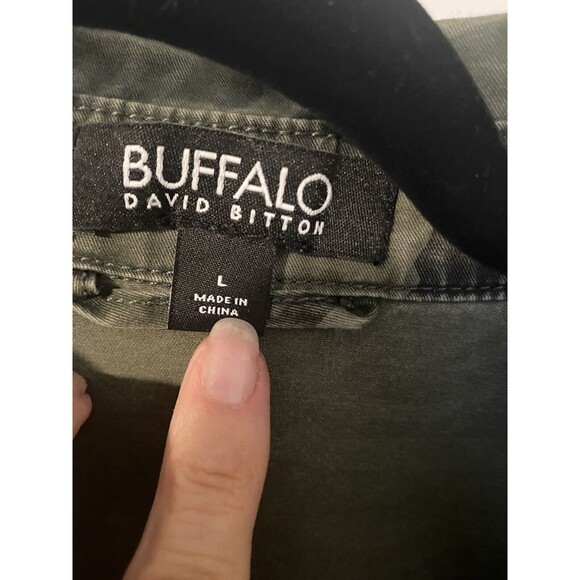 BUFFALO
DAVID BITTON
L
MADE IN
CHINA